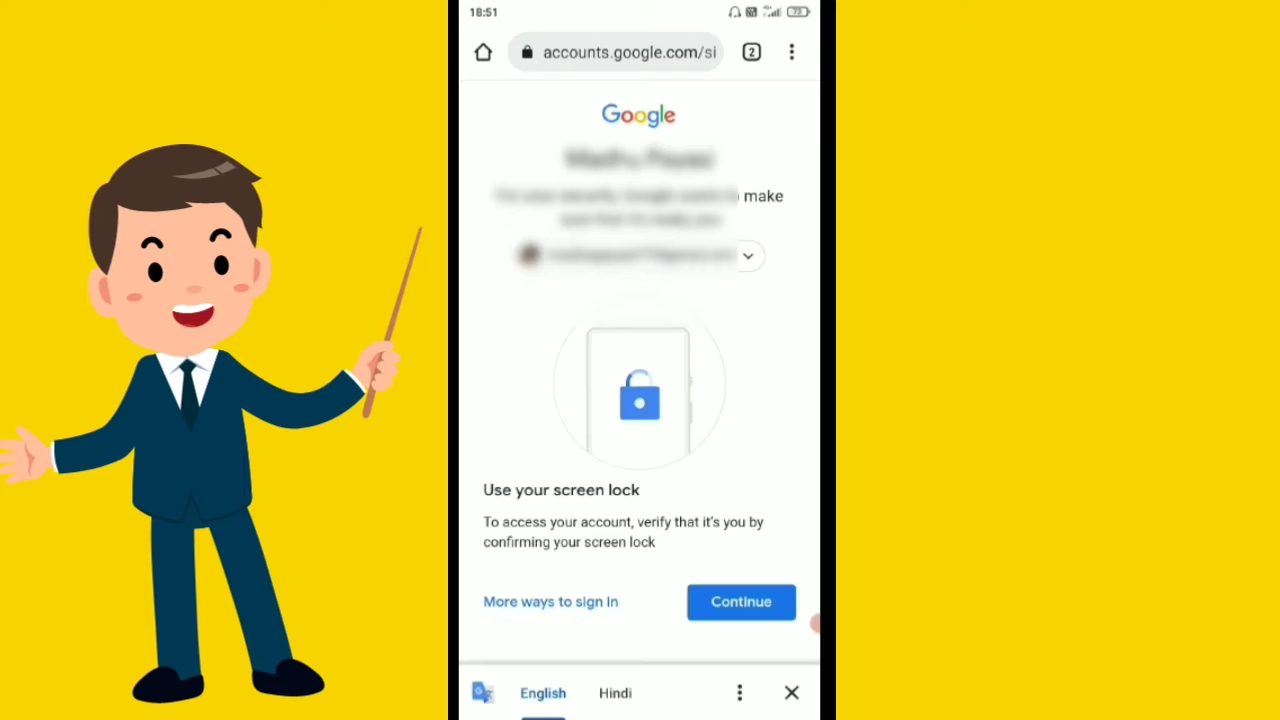 18:51
73
accounts.google.com/si
2
Google
make
Use your screen lock
To access your account, verify that it's you by
confirming your screen lock
More ways to sign in
Continue
English
Hindi